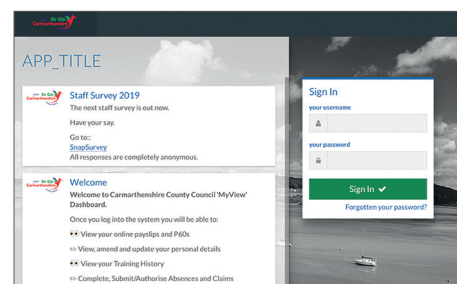 Sir Gâr
Carmarthenshire
APP_TITLE
Sir Gâr
Carmarthenshire
Staff Survey 2019
The next staff survey is out now.
Have your say.
Go to::
SnapSurvey
All responses are completely anonymous.
Sir Gâr
Carmarthenshire
Welcome
Welcome to Carmarthenshire County Council 'MyView'
Dashboard.
Once you log into the system you will be able to:
View your online payslips and P60s
View, amend and update your personal details
View your Training History
Complete, Submit/Authorise Absences and Claims
Sign In
your username
your password
Sign In
Forgotten your password?